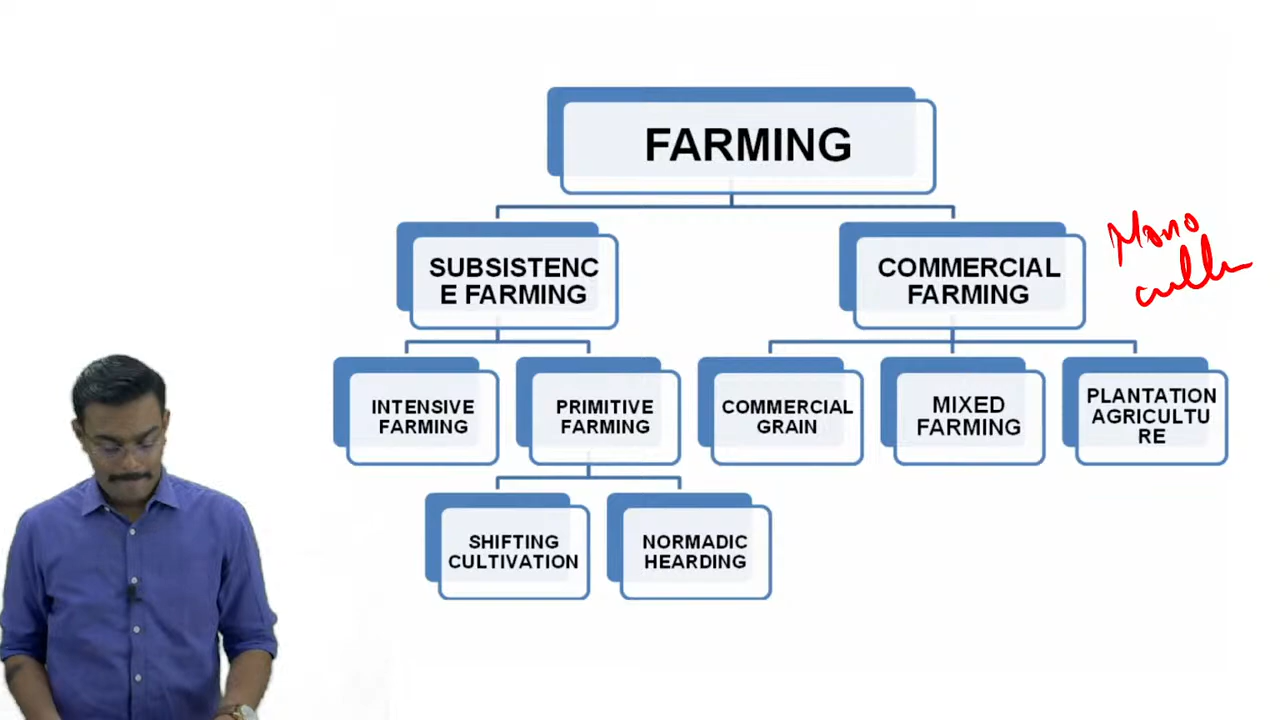 FARMING
SUBSISTENC
E FARMING
COMMERCIAL
FARMING
Mono
INTENSIVE
FARMING
PRIMITIVE
FARMING
COMMERCIAL
GRAIN
MIXED
FARMING
PLANTATION
AGRICULTU
RE
SHIFTING
CULTIVATION
NORMADIC
HEARDING